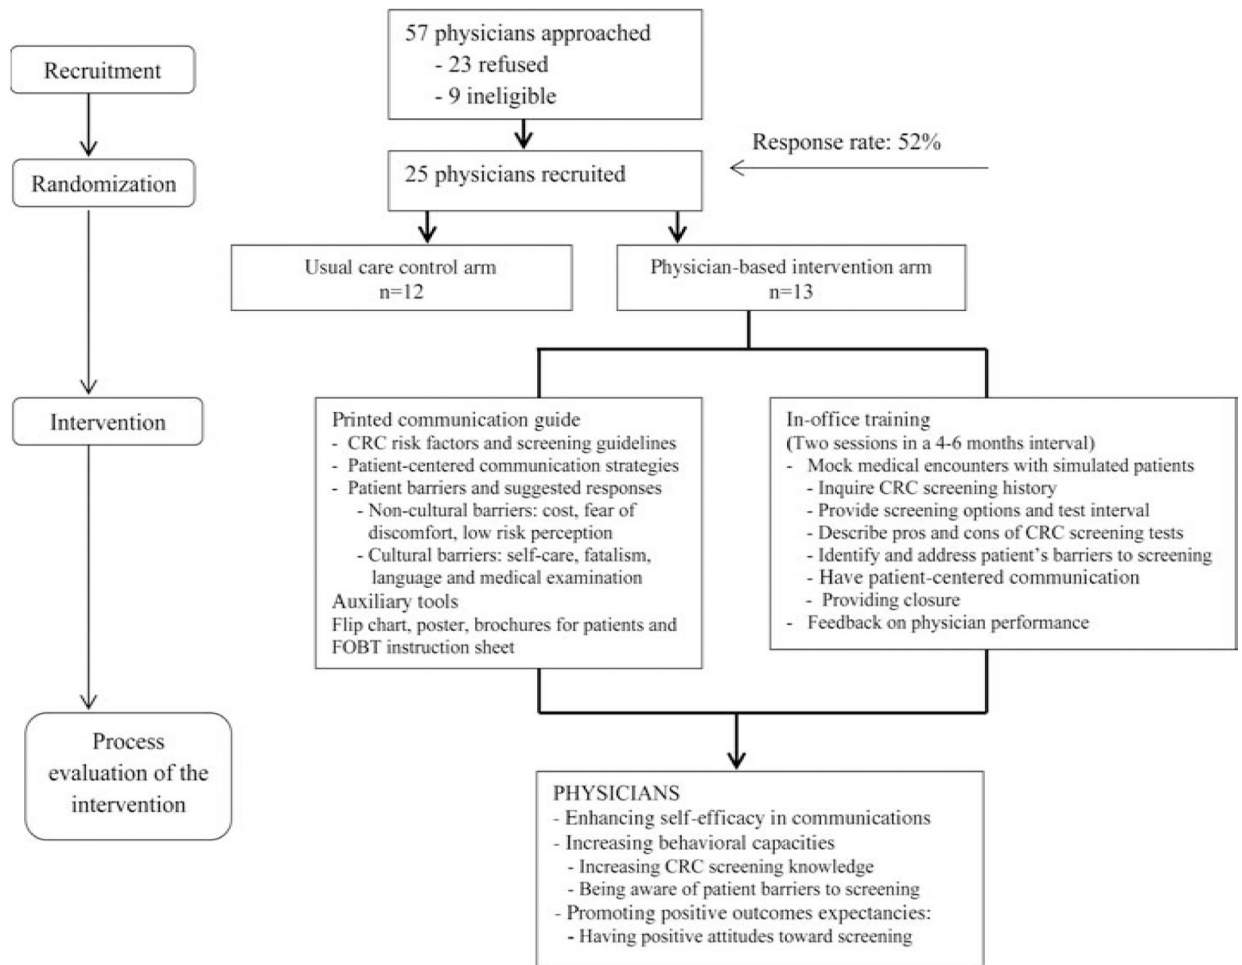 Recruitment
Randomization
Intervention
Process
evaluation of the
intervention
57 physicians approached
- 23 refused
- 9 ineligible
Response rate: 52%
25 physicians recruited
Usual care control arm
n=12
Physician-based intervention arm
n=13
Printed communication guide
- CRC risk factors and screening guidelines
- Patient-centered communication strategies
- Patient barriers and suggested responses
- Non-cultural barriers: cost, fear of
discomfort, low risk perception
- Cultural barriers: self-care, fatalism,
language and medical examination
Auxiliary tools
Flip chart, poster, brochures for patients and
FOBT instruction sheet
In-office training
(Two sessions in a 4-6 months interval)
- Mock medical encounters with simulated patients
- Inquire CRC screening history
- Provide screening options and test interval
- Describe pros and cons of CRC screening tests
- Identify and address patient's barriers to screening
- Have patient-centered communication
- Providing closure
- Feedback on physician performance
PHYSICIANS
- Enhancing self-efficacy in communications
- Increasing behavioral capacities
- Increasing CRC screening knowledge
- Being aware of patient barriers to screening
- Promoting positive outcomes expectancies:
- Having positive attitudes toward screening